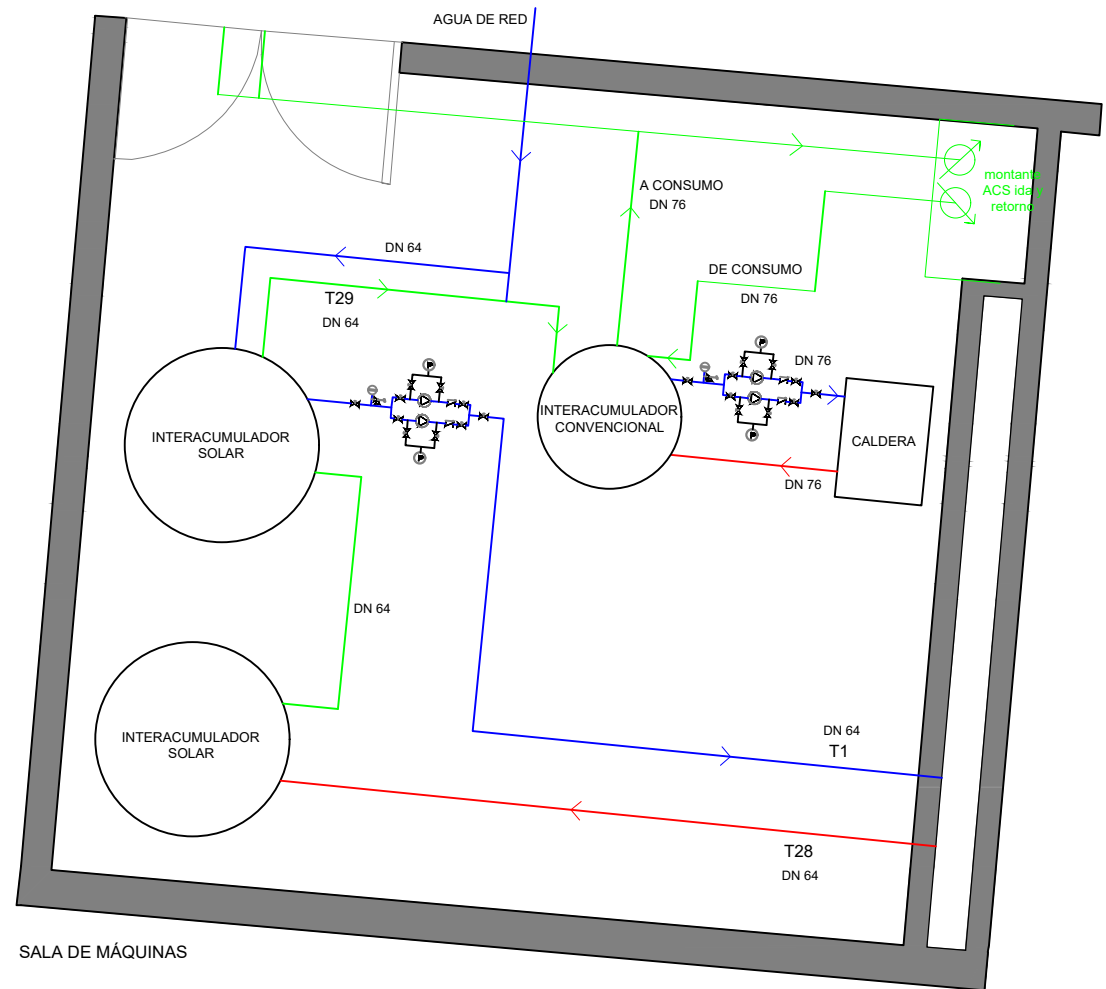 AGUA DE RED
montante
ACS ida y
retorno
A CONSUMO
DN 76
DN 64
DE CONSUMO
DN 76
T29
DN 64
DN 76
INTERACUMULADOR
SOLAR
INTERACUMULADOR
CONVENCIONAL
CALDERA
DN 76
DN 64
INTERACUMULADOR
SOLAR
DN 64
T1
T28
DN 64
SALA DE MÁQUINAS